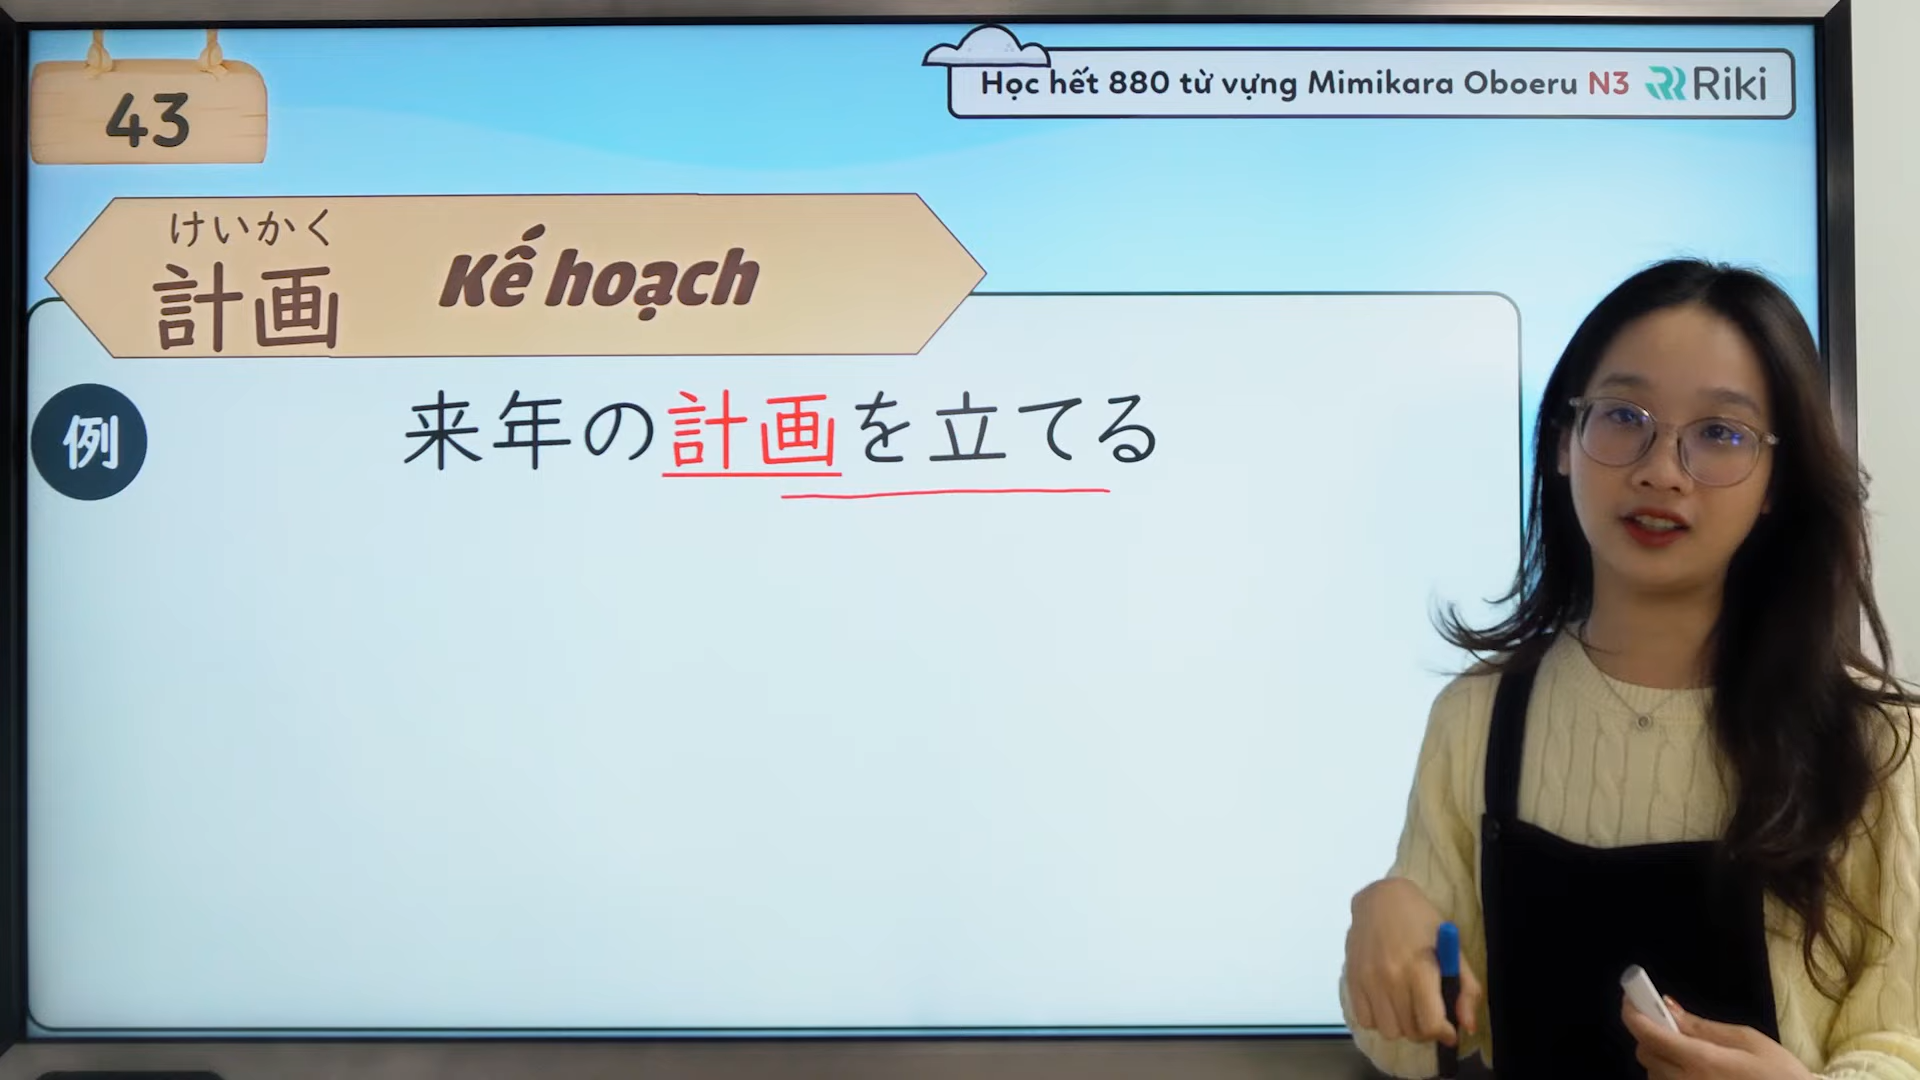 43
Học hết 880 từ vựng Mimikara Oboeru N3 Riki
けいかく
計画 Kế hoạch
例 来年の計画を立てる